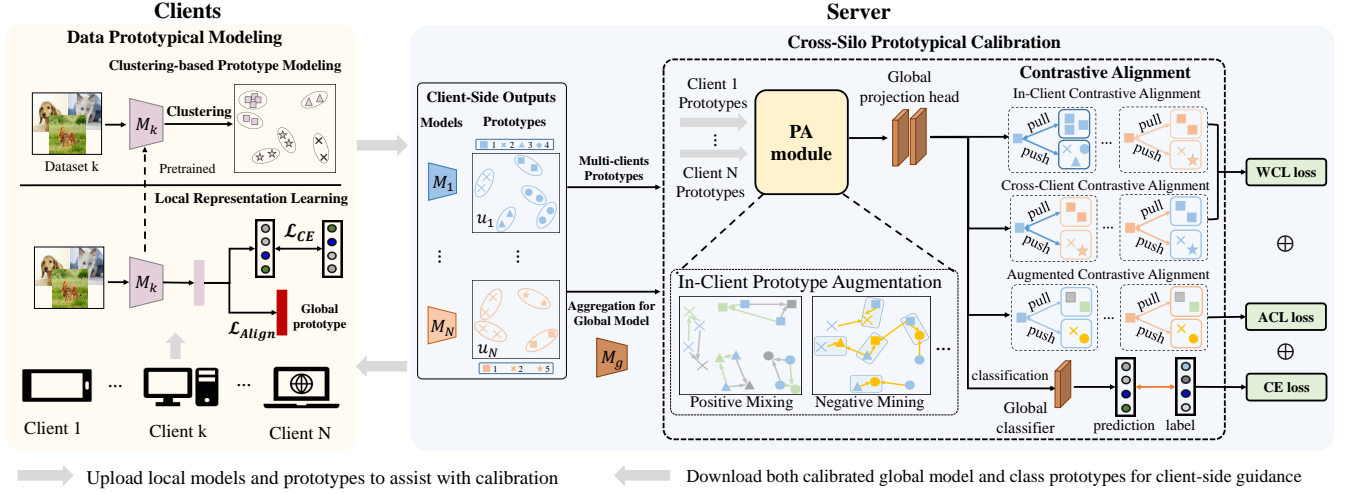 Clients
Server
Data Prototypical Modeling
Clustering-based Prototype Modeling
M_k
Clustering
Dataset k
Pretrained
Local Representation Learning
M_k
ℒ_CE
ℒ_Align
Global
prototype
Client 1
...
Client k
...
Client N
Cross-Silo Prototypical Calibration
Client-Side Outputs
Models
Prototypes
1 2 3 4
M_1
u_1
⋮
⋮
M_N
u_N
1 2 5
Multi-clients
Prototypes
Aggregation for
Global Model
M_g
Client 1
Prototypes
⋮
Client N
Prototypes
PA
module
Global
projection head
In-Client Prototype Augmentation
Positive Mixing
Negative Mining
...
Contrastive Alignment
In-Client Contrastive Alignment
pull
push
...
pull
push
Cross-Client Contrastive Alignment
pull
push
...
pull
push
Augmented Contrastive Alignment
pull
push
...
pull
push
classification
Global
classifier
prediction
label
WCL loss
⊕
ACL loss
⊕
CE loss
Upload local models and prototypes to assist with calibration
Download both calibrated global model and class prototypes for client-side guidance